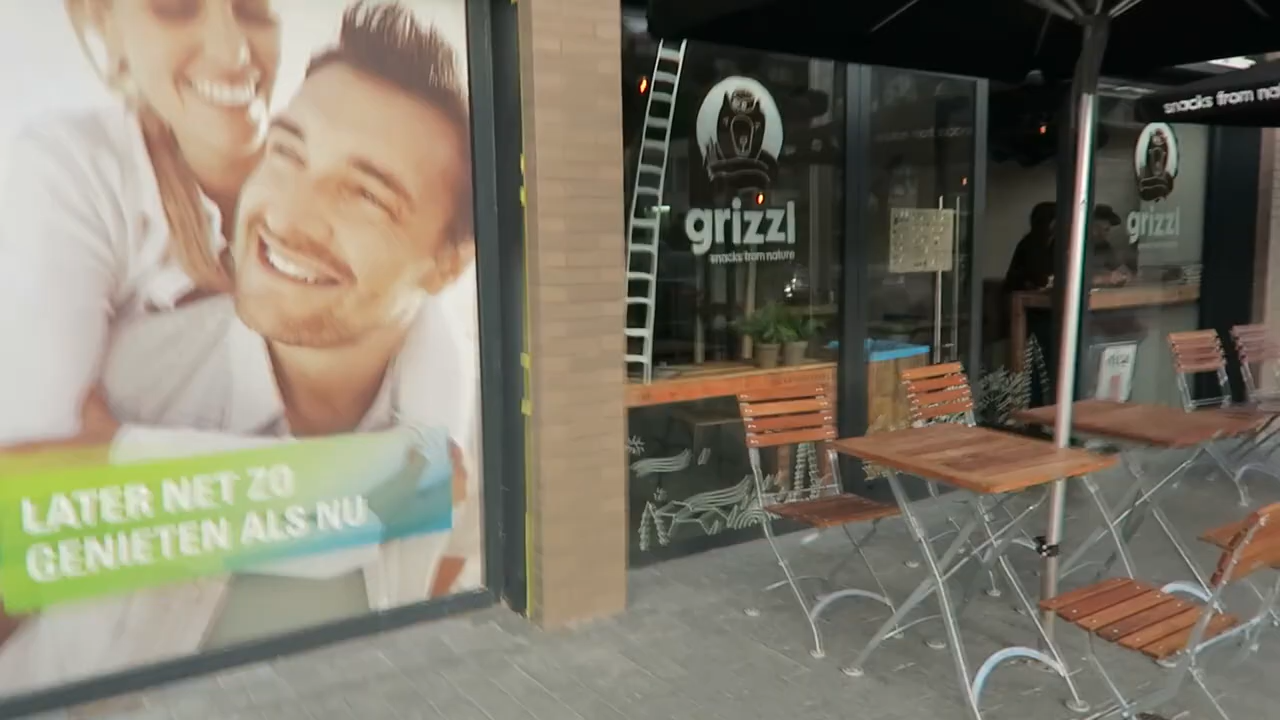 LATER NET ZO
GENIETEN ALS NU
grizzl
snacks from nature
snacks from nat
grizzl